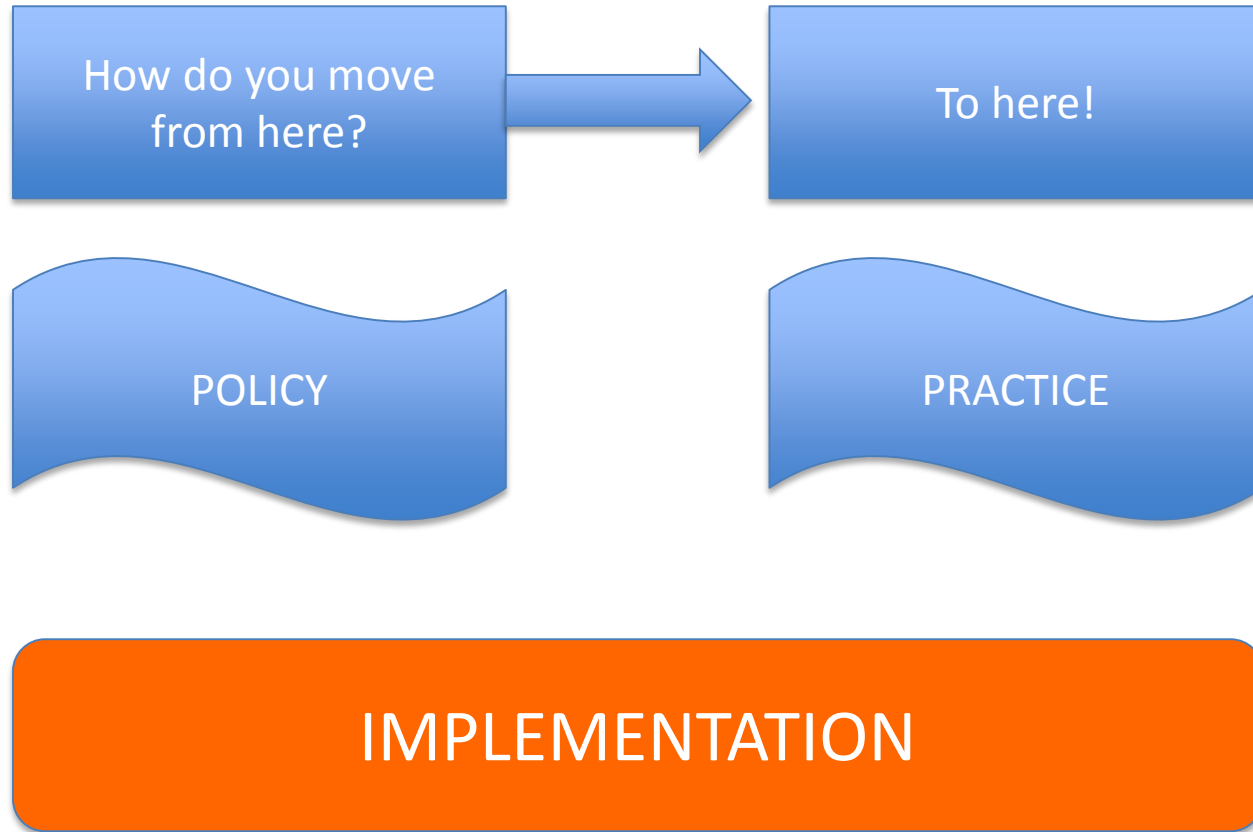 How do you move
from here?
To here!
POLICY
PRACTICE
IMPLEMENTATION